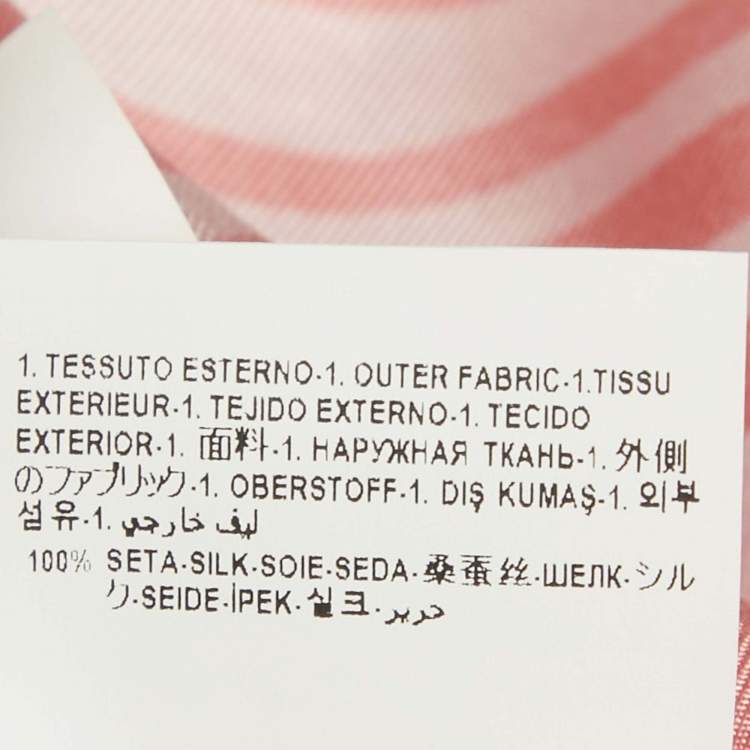 1. TESSUTO ESTERNO-1. OUTER FABRIC-1.TISSU
EXTERIEUR-1. TEJIDO EXTERNO-1. TECIDO
EXTERIOR-1. 面料-1. НАРУЖНАЯ ТКАНЬ-1. 外側
のファブリック-1. OBERSTOFF-1. DIŞ KUMAŞ-1. 외부
섬유-1. ليف خارجي
100% SETA-SILK-SOIE-SEDA-桑蚕丝-ШЕЛК-シル
ク-SEIDE-İPEK-실크-حرير